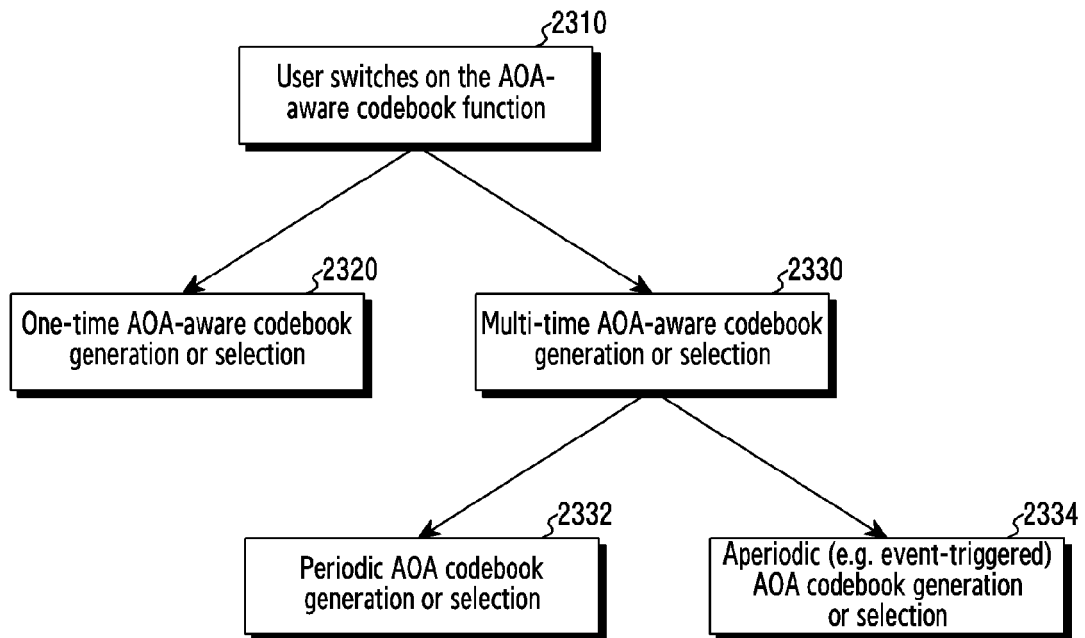 2310
User switches on the AOA-
aware codebook function
2320
One-time AOA-aware codebook
generation or selection
2330
Multi-time AOA-aware codebook
generation or selection
2332
Periodic AOA codebook
generation or selection
2334
Aperiodic (e.g. event-triggered)
AOA codebook generation
or selection